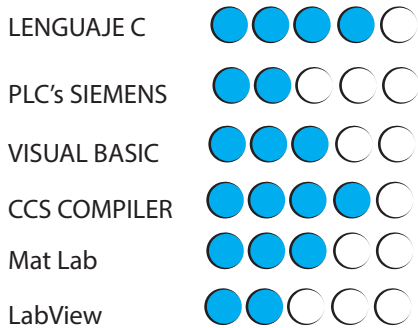 LENGUAJE C
PLC's SIEMENS
VISUAL BASIC
CCS COMPILER
Mat Lab
LabView